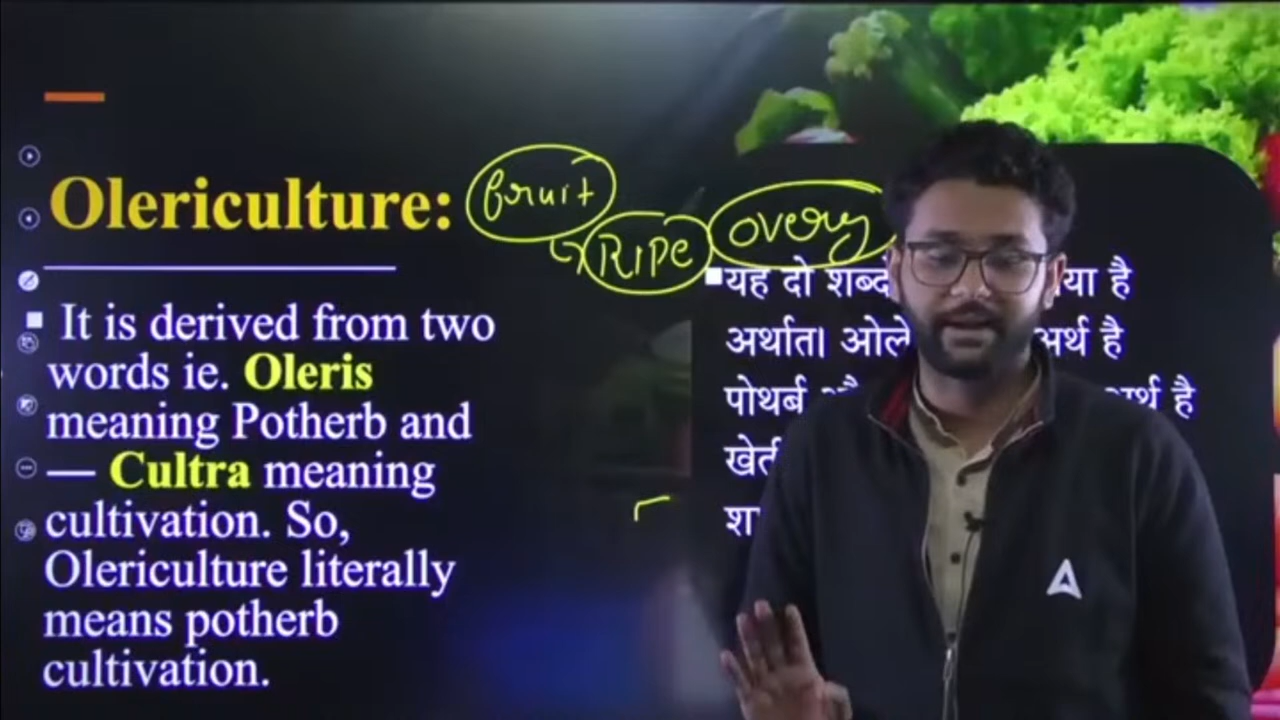 Olericulture:
fruit
RIPE
overy
It is derived from two
words ie. Oleris
meaning Potherb and
— Cultra meaning
cultivation. So,
Olericulture literally
means potherb
cultivation.
यह दो शब्द है
अर्थात। अर्थ है
पोथर्ब है